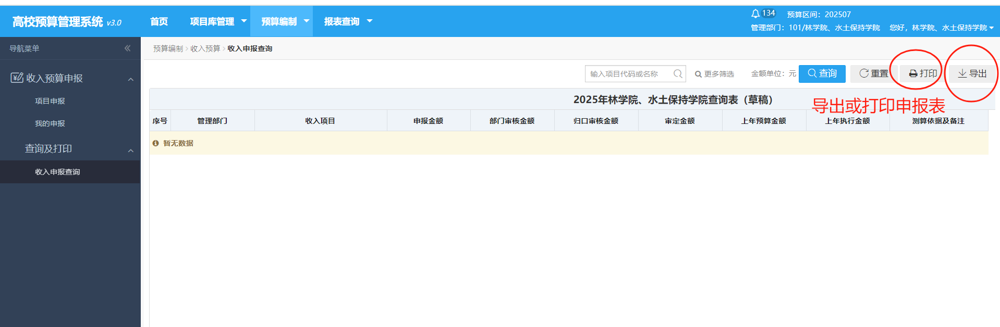 高校预算管理系统 v3.0
首页 项目库管理 预算编制 报表查询
134 预算区间：202507
管理部门：101/林学院、水土保持学院 您好，林学院、水土保持学院
导航菜单
收入预算申报
项目申报
我的申报
查询及打印
收入申报查询
预算编制 > 收入预算 > 收入申报查询
输入项目代码或名称 更多筛选 金额单位：元 查询 重置 打印 导出
2025年林学院、水土保持学院查询表（草稿）
导出或打印申报表
序号 管理部门 收入项目 申报金额 部门审核金额 归口审核金额 审定金额 上年预算金额 上年执行金额 测算依据及备注
暂无数据